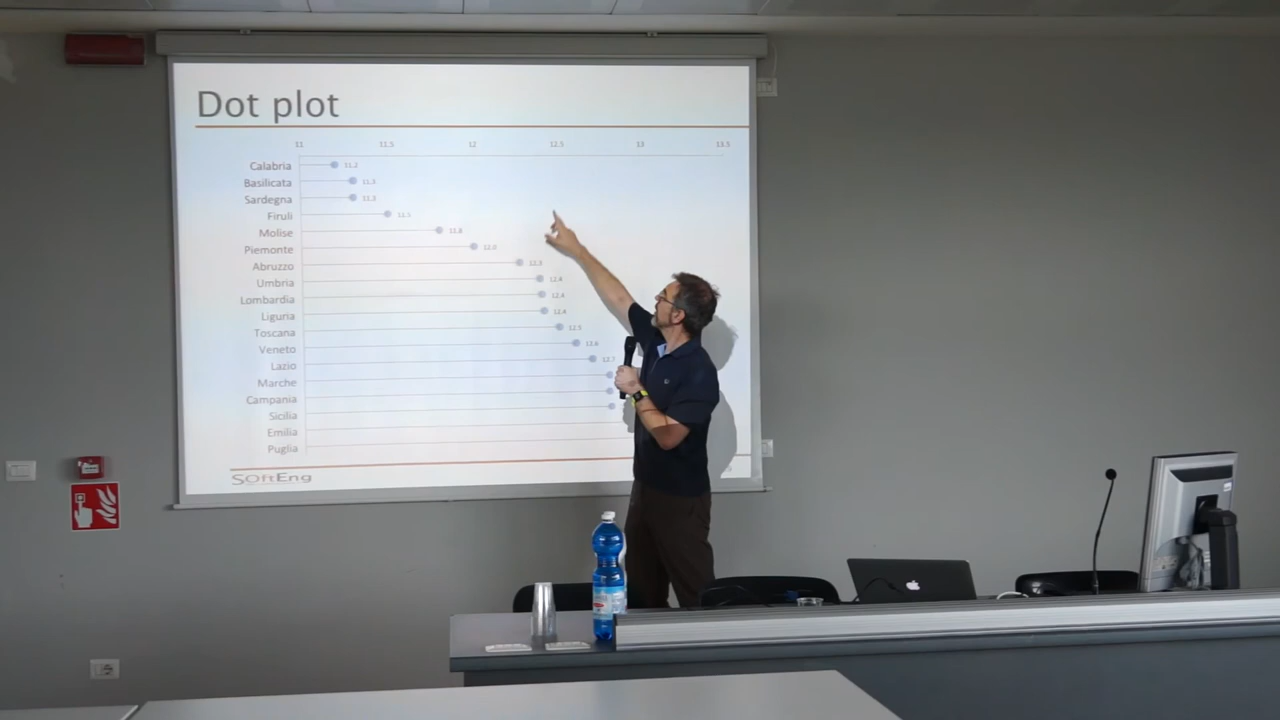 Dot plot
11 11.5 12 12.5 13 13.5
Calabria 11.2
Basilicata 11.3
Sardegna 11.3
Firuli 11.5
Molise 11.8
Piemonte 12.0
Abruzzo 12.3
Umbria 12.4
Lombardia 12.4
Liguria 12.4
Toscana 12.5
Veneto 12.6
Lazio 12.7
Marche
Campania
Sicilia
Emilia
Puglia
SOftEng